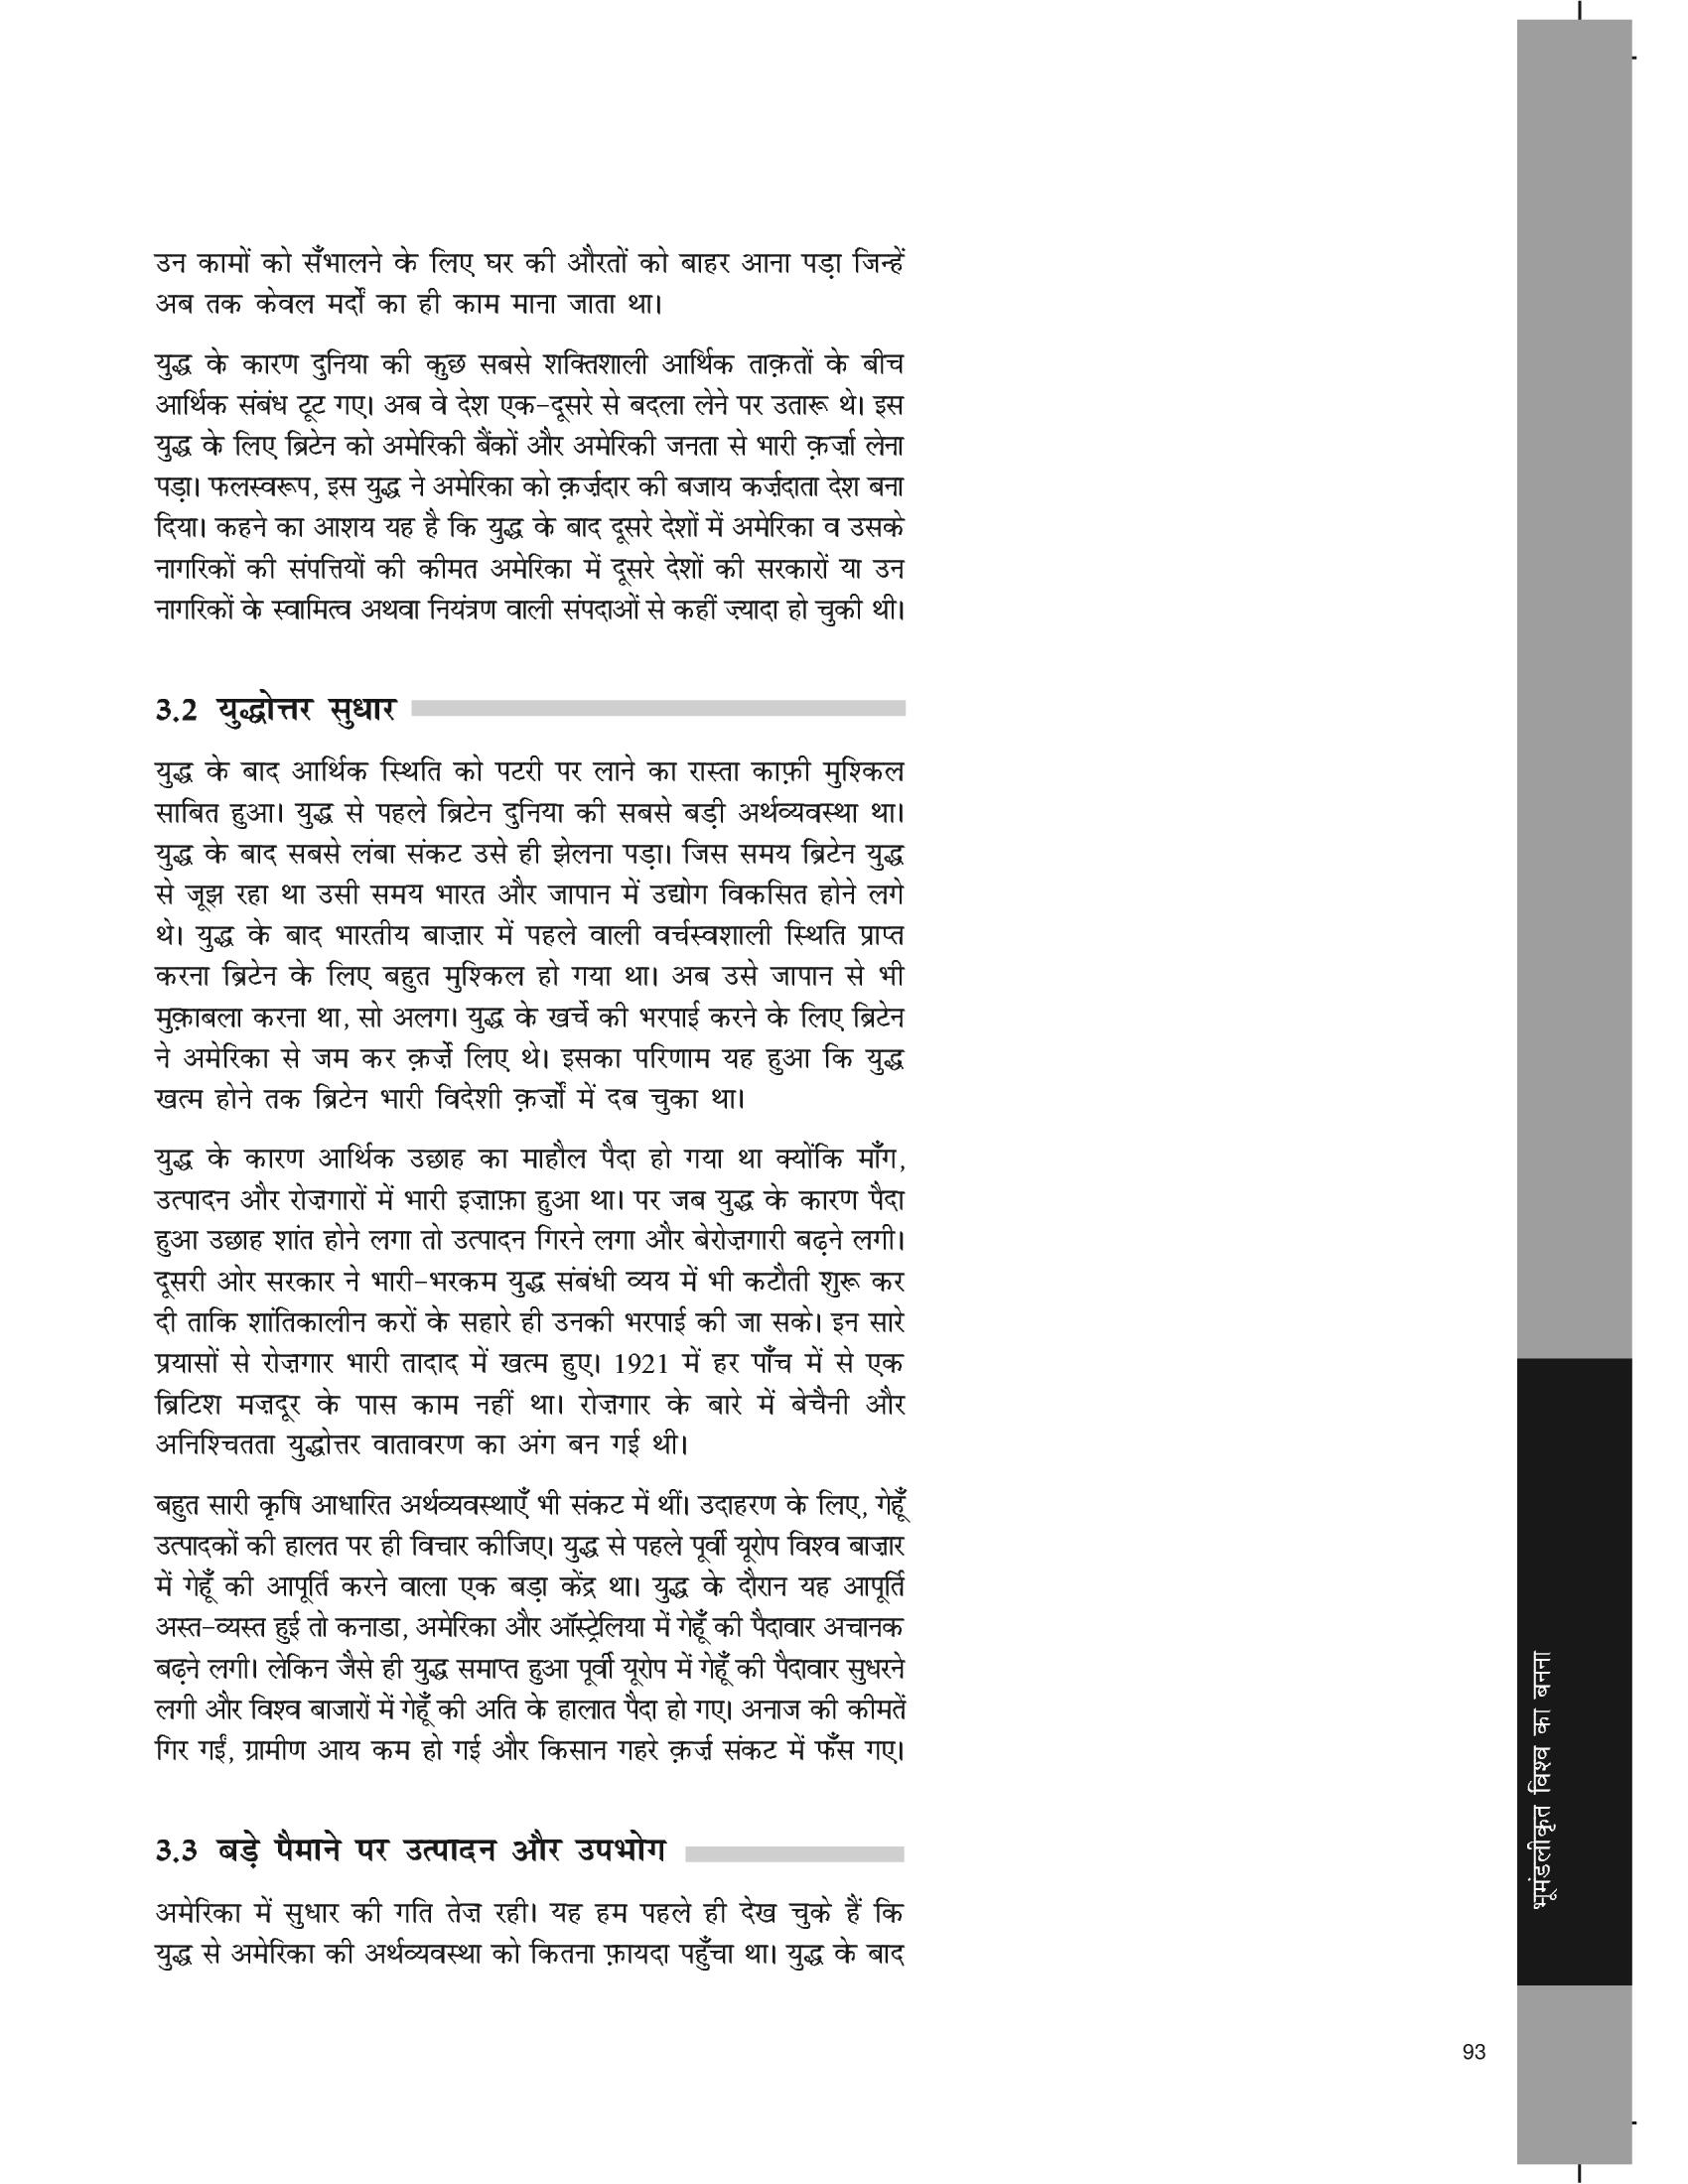 उन कामों को सँभालने के लिए घर की औरतों को बाहर आना पड़ा जिन्हें
अब तक केवल मर्दों का ही काम माना जाता था।
युद्ध के कारण दुनिया की कुछ सबसे शक्तिशाली आर्थिक ताक़तों के बीच
आर्थिक संबंध टूट गए। अब वे देश एक-दूसरे से बदला लेने पर उतारू थे। इस
युद्ध के लिए ब्रिटेन को अमेरिकी बैंकों और अमेरिकी जनता से भारी क़र्ज़ा लेना
पड़ा। फलस्वरूप, इस युद्ध ने अमेरिका को क़र्ज़दार की बजाय कर्ज़दाता देश बना
दिया। कहने का आशय यह है कि युद्ध के बाद दूसरे देशों में अमेरिका व उसके
नागरिकों की संपत्तियों की कीमत अमेरिका में दूसरे देशों की सरकारों या उन
नागरिकों के स्वामित्व अथवा नियंत्रण वाली संपदाओं से कहीं ज़्यादा हो चुकी थी।
3.2 युद्धोत्तर सुधार
युद्ध के बाद आर्थिक स्थिति को पटरी पर लाने का रास्ता काफ़ी मुश्किल
साबित हुआ। युद्ध से पहले ब्रिटेन दुनिया की सबसे बड़ी अर्थव्यवस्था था।
युद्ध के बाद सबसे लंबा संकट उसे ही झेलना पड़ा। जिस समय ब्रिटेन युद्ध
से जूझ रहा था उसी समय भारत और जापान में उद्योग विकसित होने लगे
थे। युद्ध के बाद भारतीय बाज़ार में पहले वाली वर्चस्वशाली स्थिति प्राप्त
करना ब्रिटेन के लिए बहुत मुश्किल हो गया था। अब उसे जापान से भी
मुक़ाबला करना था, सो अलग। युद्ध के खर्चे की भरपाई करने के लिए ब्रिटेन
ने अमेरिका से जम कर क़र्ज़े लिए थे। इसका परिणाम यह हुआ कि युद्ध
खत्म होने तक ब्रिटेन भारी विदेशी क़र्ज़ों में दब चुका था।
युद्ध के कारण आर्थिक उछाह का माहौल पैदा हो गया था क्योंकि माँग,
उत्पादन और रोज़गारों में भारी इज़ाफ़ा हुआ था। पर जब युद्ध के कारण पैदा
हुआ उछाह शांत होने लगा तो उत्पादन गिरने लगा और बेरोज़गारी बढ़ने लगी।
दूसरी ओर सरकार ने भारी-भरकम युद्ध संबंधी व्यय में भी कटौती शुरू कर
दी ताकि शांतिकालीन करों के सहारे ही उनकी भरपाई की जा सके। इन सारे
प्रयासों से रोज़गार भारी तादाद में खत्म हुए। 1921 में हर पाँच में से एक
ब्रिटिश मज़दूर के पास काम नहीं था। रोज़गार के बारे में बेचैनी और
अनिश्चितता युद्धोत्तर वातावरण का अंग बन गई थी।
बहुत सारी कृषि आधारित अर्थव्यवस्थाएँ भी संकट में थीं। उदाहरण के लिए, गेहूँ
उत्पादकों की हालत पर ही विचार कीजिए। युद्ध से पहले पूर्वी यूरोप विश्व बाज़ार
में गेहूँ की आपूर्ति करने वाला एक बड़ा केंद्र था। युद्ध के दौरान यह आपूर्ति
अस्त-व्यस्त हुई तो कनाडा, अमेरिका और ऑस्ट्रेलिया में गेहूँ की पैदावार अचानक
बढ़ने लगी। लेकिन जैसे ही युद्ध समाप्त हुआ पूर्वी यूरोप में गेहूँ की पैदावार सुधरने
लगी और विश्व बाजारों में गेहूँ की अति के हालात पैदा हो गए। अनाज की कीमतें
गिर गईं, ग्रामीण आय कम हो गई और किसान गहरे क़र्ज़ संकट में फँस गए।
3.3 बड़े पैमाने पर उत्पादन और उपभोग
अमेरिका में सुधार की गति तेज़ रही। यह हम पहले ही देख चुके हैं कि
युद्ध से अमेरिका की अर्थव्यवस्था को कितना फ़ायदा पहुँचा था। युद्ध के बाद
भूमंडलीकृत विश्व का बनना
93